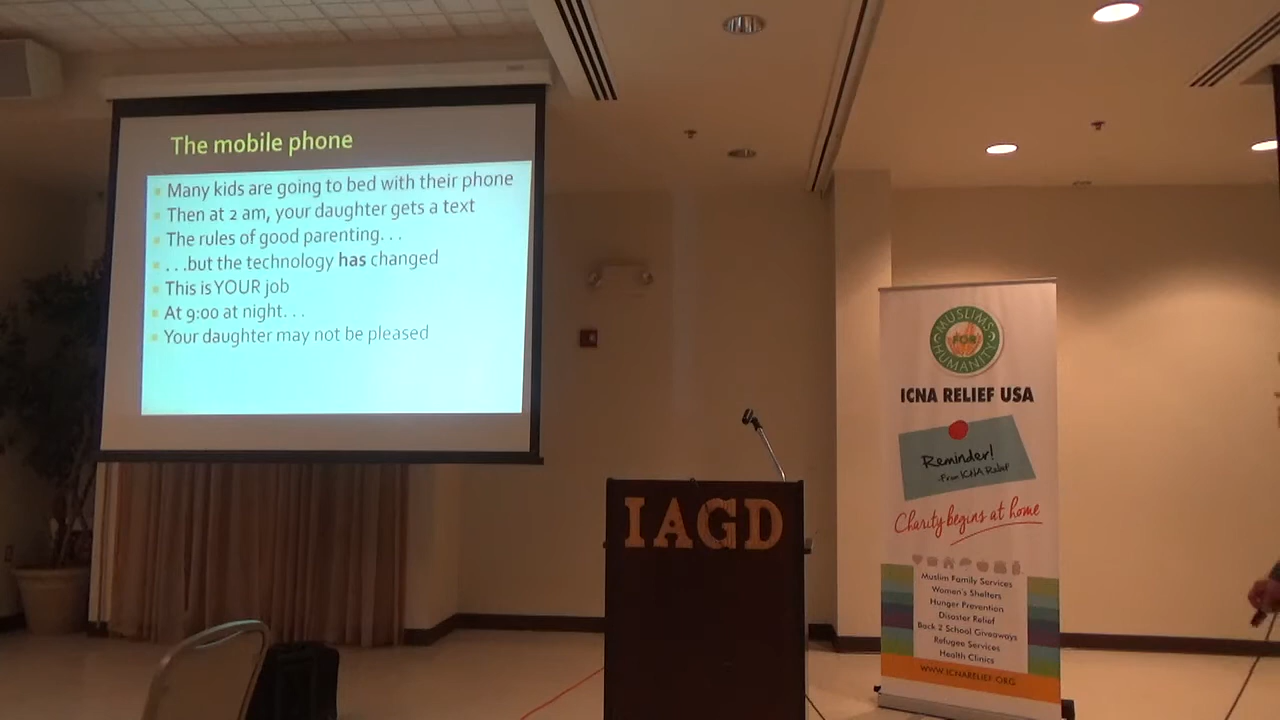 The mobile phone
Many kids are going to bed with their phone
Then at 2 am, your daughter gets a text
The rules of good parenting. . .
. . .but the technology has changed
This is YOUR job
At 9:00 at night. . .
Your daughter may not be pleased
IAGD
MUSLIMS
FOR
HUMANITY
ICNA RELIEF USA
Reminder!
-From ICNA Relief
Charity begins at home
Muslim Family Services
Women's Shelters
Hunger Prevention
Disaster Relief
Back 2 School Giveaways
Refugee Services
Health Clinics
WWW.ICNARELIEF.ORG